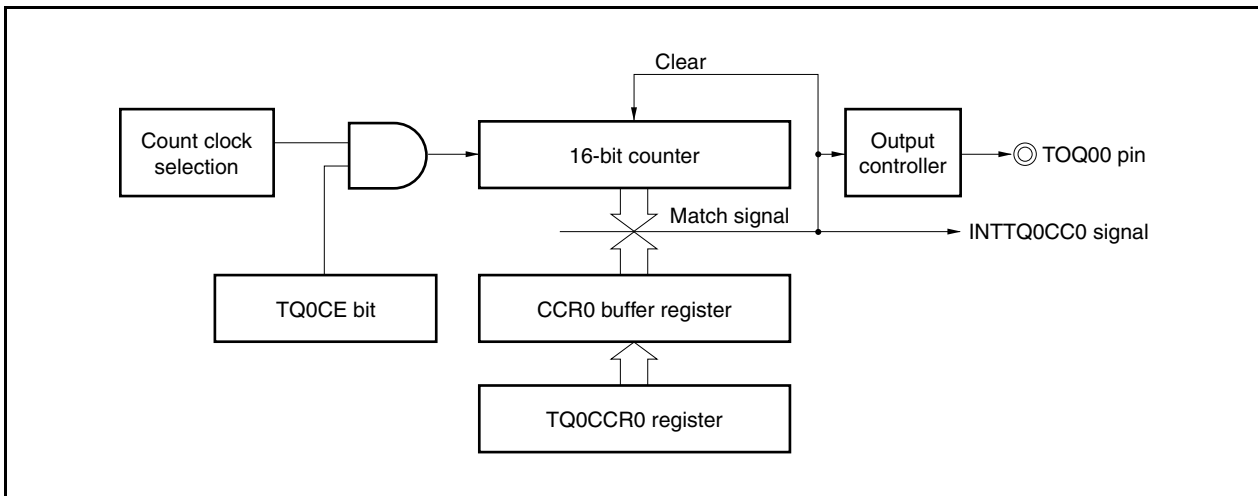 Clear
Count clock
selection
16-bit counter
Output
controller
TOQ00 pin
Match signal
INTTQ0CC0 signal
TQ0CE bit
CCR0 buffer register
TQ0CCR0 register